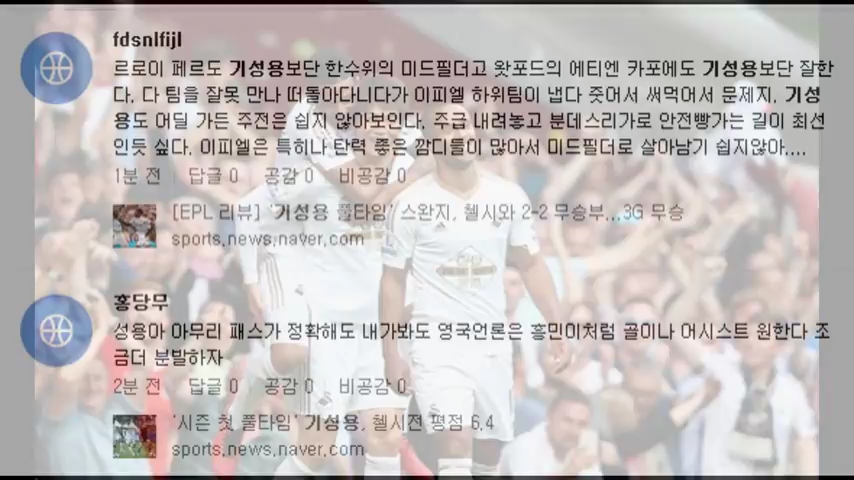 fdsnlfijl
르로이 페르도 기성용보단 한수위의 미드필더고 왓포드의 에티엔 카포에도 기성용보단 잘한
다. 다 팀을 잘못 만나 떠돌아다니다가 이피엘 하위팀이 냅다 줏어서 써먹어서 문제지. 기성
용도 어딜 가든 주전은 쉽지 않아보인다. 주급 내려놓고 분데스리가로 안전빵가는 길이 최선
인듯 싶다. 이피엘은 특히나 탄력 좋은 깜디들이 많아서 미드필더로 살아남기 쉽지않아....
1분 전 답글 0 공감 0 비공감 0
[EPL 리뷰] '기성용 풀타임' 스완지, 첼시와 2-2 무승부...3G 무승
sports.news.naver.com
홍당무
성용아 아무리 패스가 정확해도 내가봐도 영국언론은 흥민이처럼 골이나 어시스트 원한다 조
금더 분발하자
2분 전 답글 0 공감 0 비공감 0
'시즌 첫 풀타임' 기성용, 첼시전 평점 6.4
sports.news.naver.com